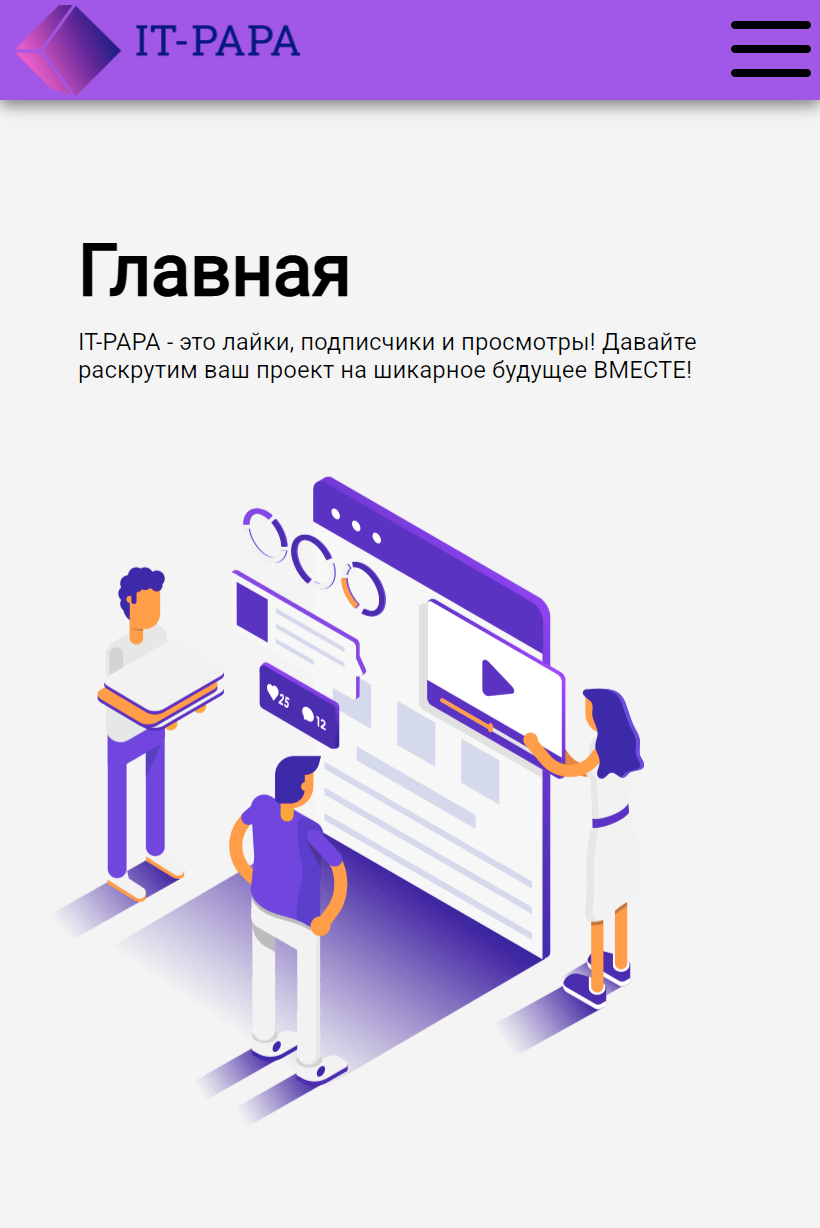 IT-PAPA
Главная
IT-PAPA - это лайки, подписчики и просмотры! Давайте
раскрутим ваш проект на шикарное будущее ВМЕСТЕ!
25
12